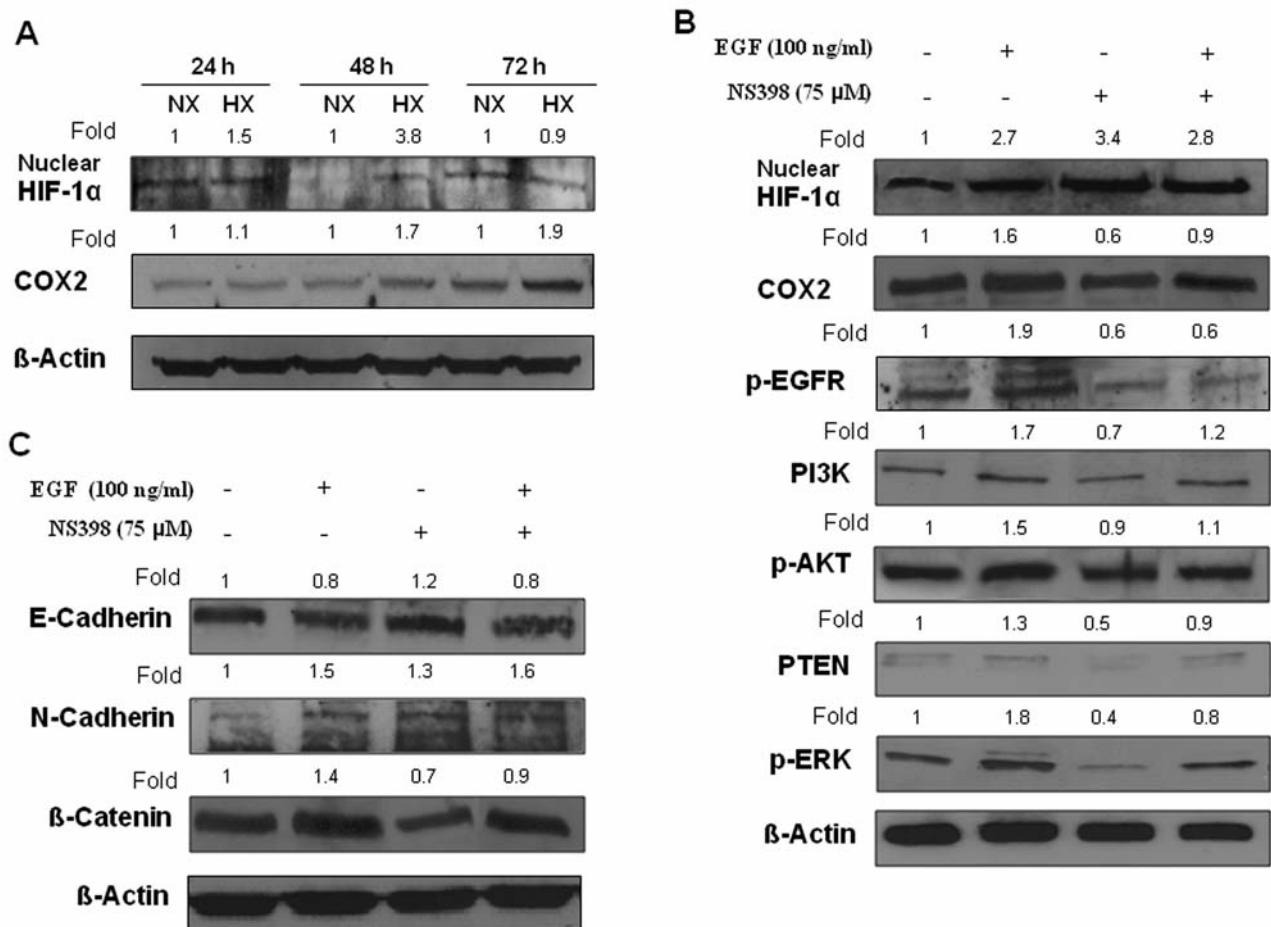 A
24 h 48 h 72 h
NX HX NX HX NX HX
Fold 1 1.5 1 3.8 1 0.9
Nuclear
HIF-1α
Fold 1 1.1 1 1.7 1 1.9
COX2
ß-Actin
B
EGF (100 ng/ml) - + - +
NS398 (75 µM) - - + +
Fold 1 2.7 3.4 2.8
Nuclear
HIF-1α
Fold 1 1.6 0.6 0.9
COX2
Fold 1 1.9 0.6 0.6
p-EGFR
Fold 1 1.7 0.7 1.2
PI3K
Fold 1 1.5 0.9 1.1
p-AKT
Fold 1 1.3 0.5 0.9
PTEN
Fold 1 1.8 0.4 0.8
p-ERK
ß-Actin
C
EGF (100 ng/ml) - + - +
NS398 (75 µM) - - + +
Fold 1 0.8 1.2 0.8
E-Cadherin
Fold 1 1.5 1.3 1.6
N-Cadherin
Fold 1 1.4 0.7 0.9
ß-Catenin
ß-Actin